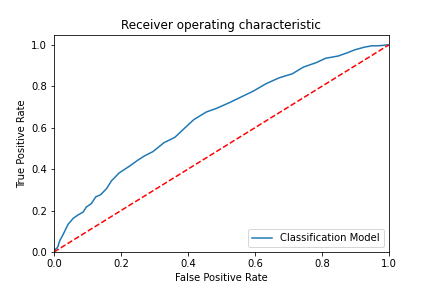 Receiver operating characteristic
True Positive Rate
1.0
0.8
0.6
0.4
0.2
0.0
Classification Model
0.0 0.2 0.4 0.6 0.8 1.0
False Positive Rate